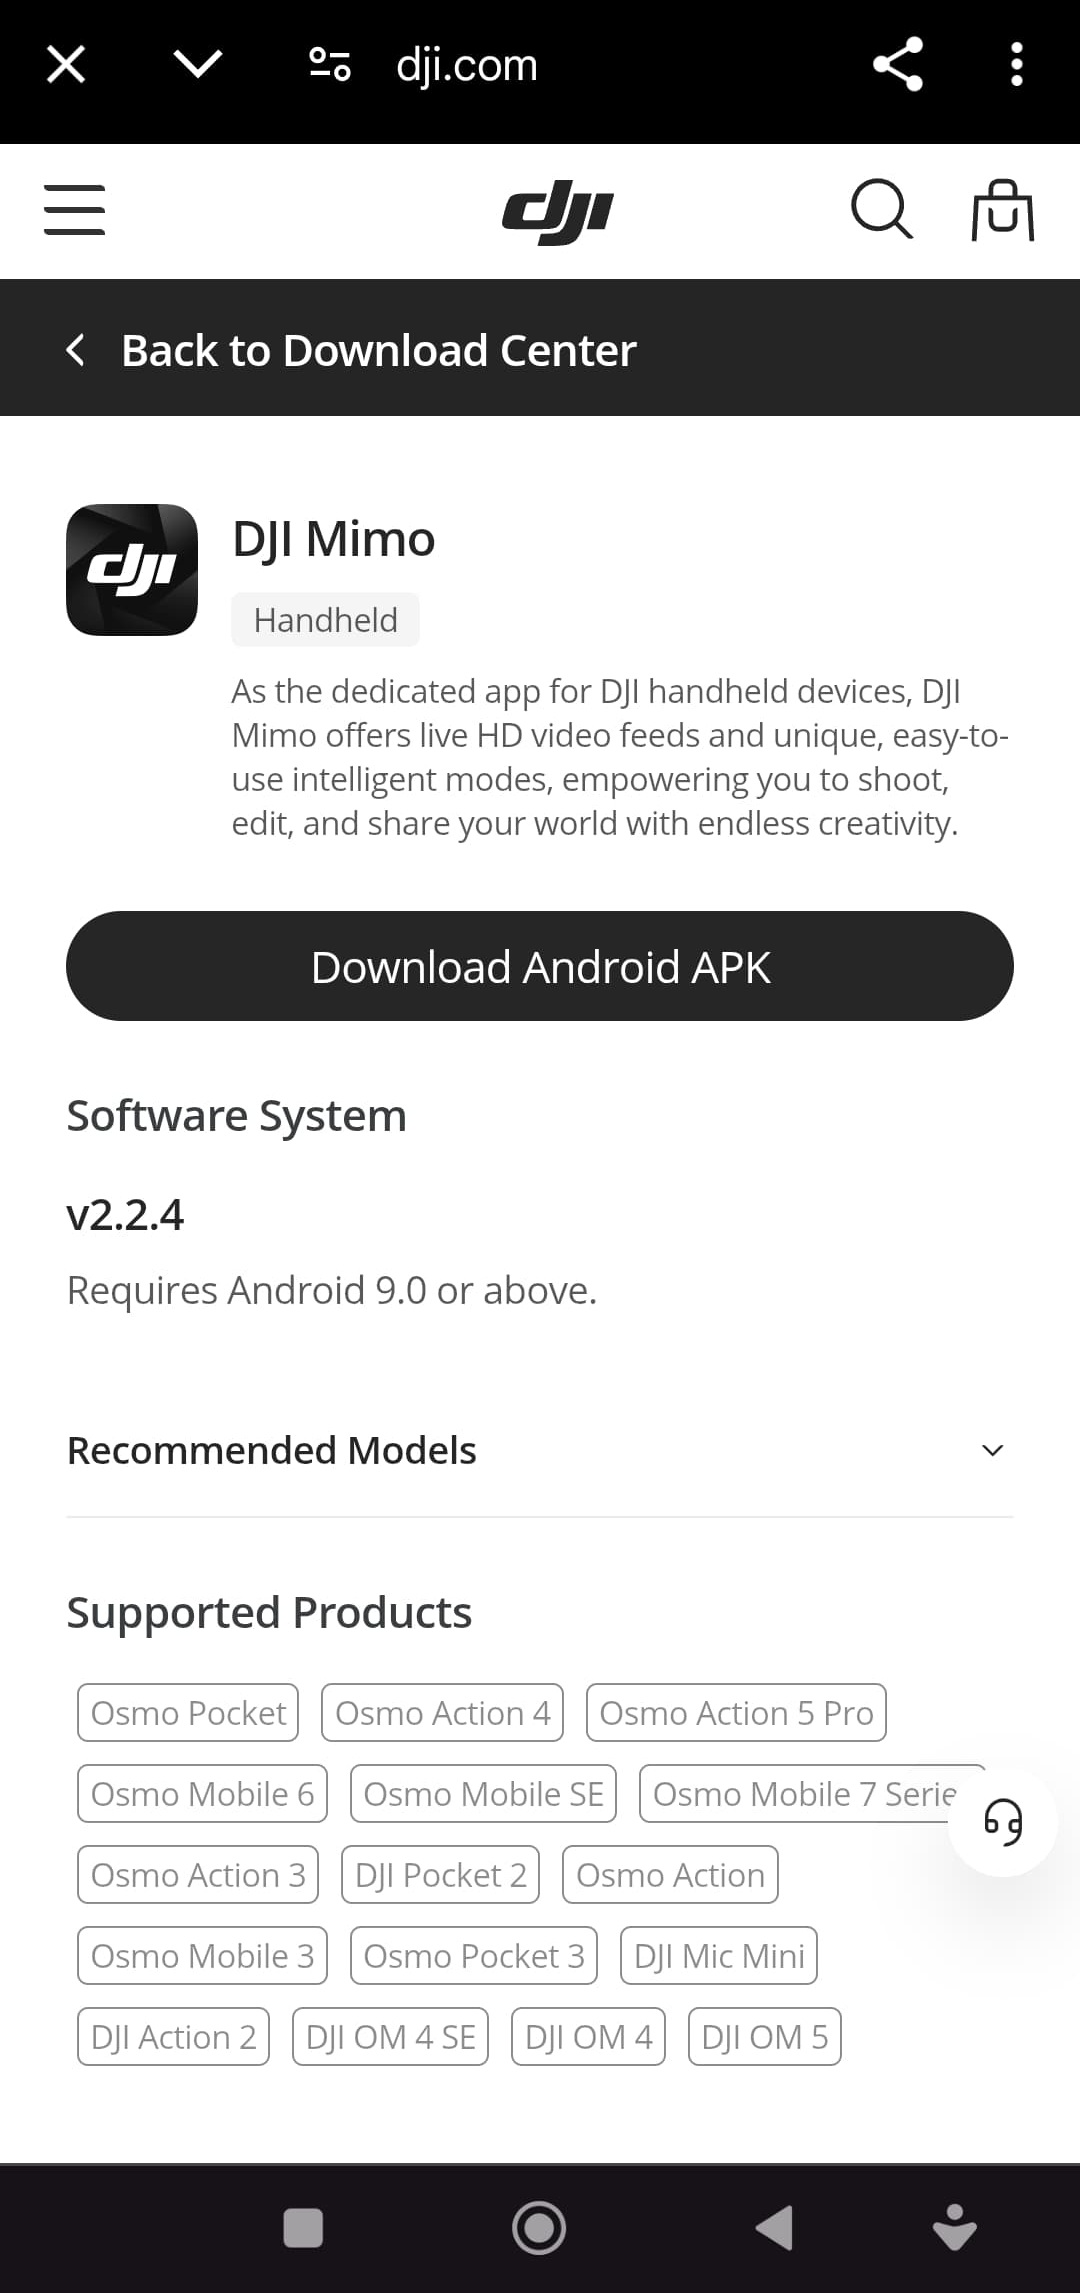 dji.com
dji
Back to Download Center
dji
DJI Mimo
Handheld
As the dedicated app for DJI handheld devices, DJI
Mimo offers live HD video feeds and unique, easy-to-
use intelligent modes, empowering you to shoot,
edit, and share your world with endless creativity.
Download Android APK
Software System
v2.2.4
Requires Android 9.0 or above.
Recommended Models
Supported Products
Osmo Pocket Osmo Action 4 Osmo Action 5 Pro
Osmo Mobile 6 Osmo Mobile SE Osmo Mobile 7 Serie
Osmo Action 3 DJI Pocket 2 Osmo Action
Osmo Mobile 3 Osmo Pocket 3 DJI Mic Mini
DJI Action 2 DJI OM 4 SE DJI OM 4 DJI OM 5